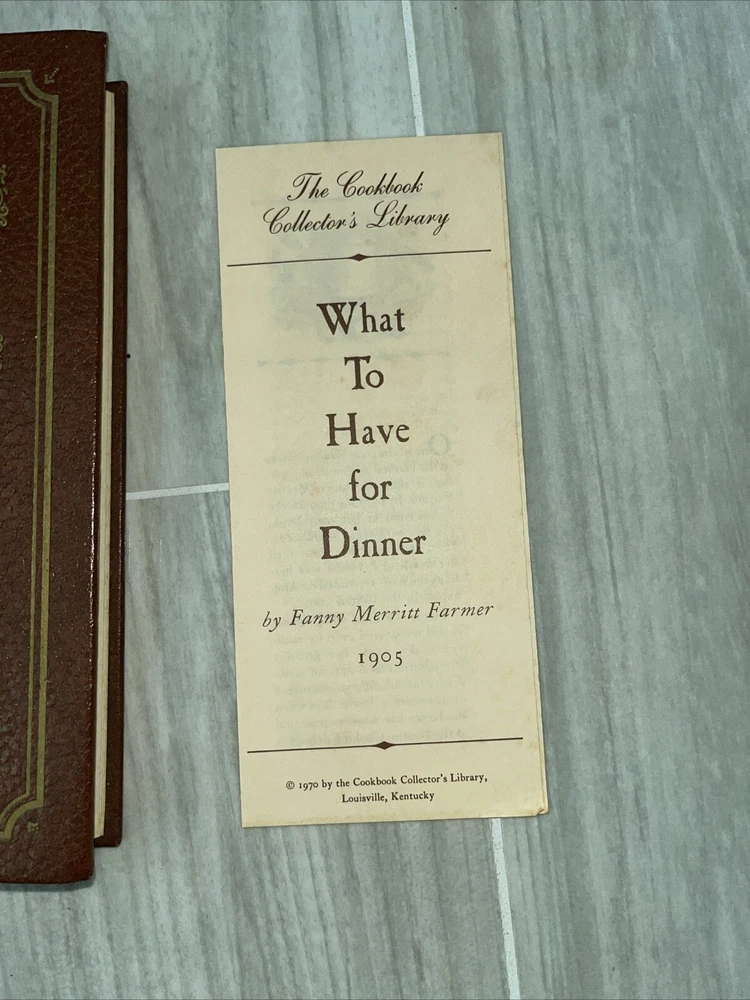 The Cookbook
Collector's Library
What
To
Have
for
Dinner
by Fanny Merritt Farmer
1905
© 1970 by the Cookbook Collector's Library,
Louisville, Kentucky